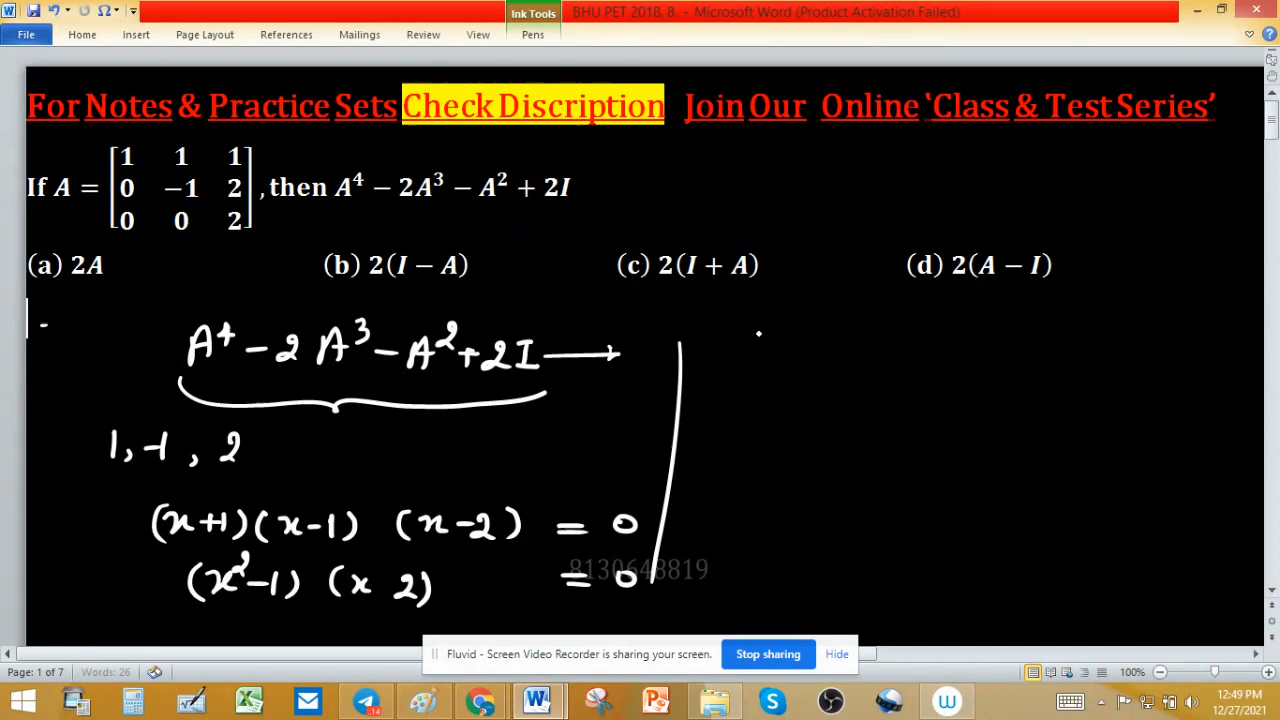 Ink Tools
BHU PET 2018, 8. - Microsoft Word (Product Activation Failed)
File Home Insert Page Layout References Mailings Review View Pens
For Notes & Practice Sets Check Discription Join Our Online 'Class & Test Series'
1 1 1
If A = [0 −1 2], then A⁴ − 2A³ − A² + 2I
0 0 2
(a) 2A (b) 2(I − A) (c) 2(I + A) (d) 2(A − I)
A⁴ − 2A³ − A² + 2I →
1, -1, 2
(x+1)(x-1) (x-2) = 0
8130648819
(x²-1) (x 2) = 0
Fluvid - Screen Video Recorder is sharing your screen. Stop sharing Hide
Page: 1 of 7 Words: 26 100%
14
12:49 PM
12/27/2021